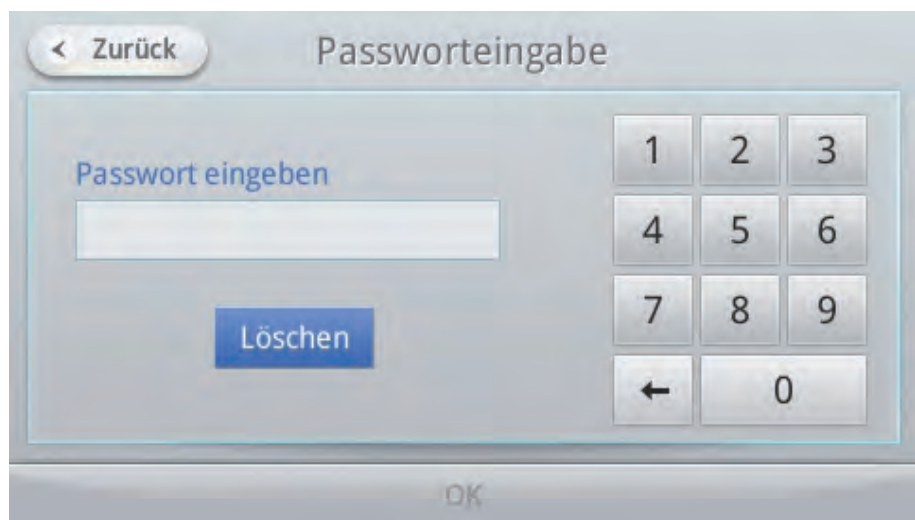 Zurück
Passworteingabe
Passwort eingeben
Löschen
1 2 3
4 5 6
7 8 9
0
OK